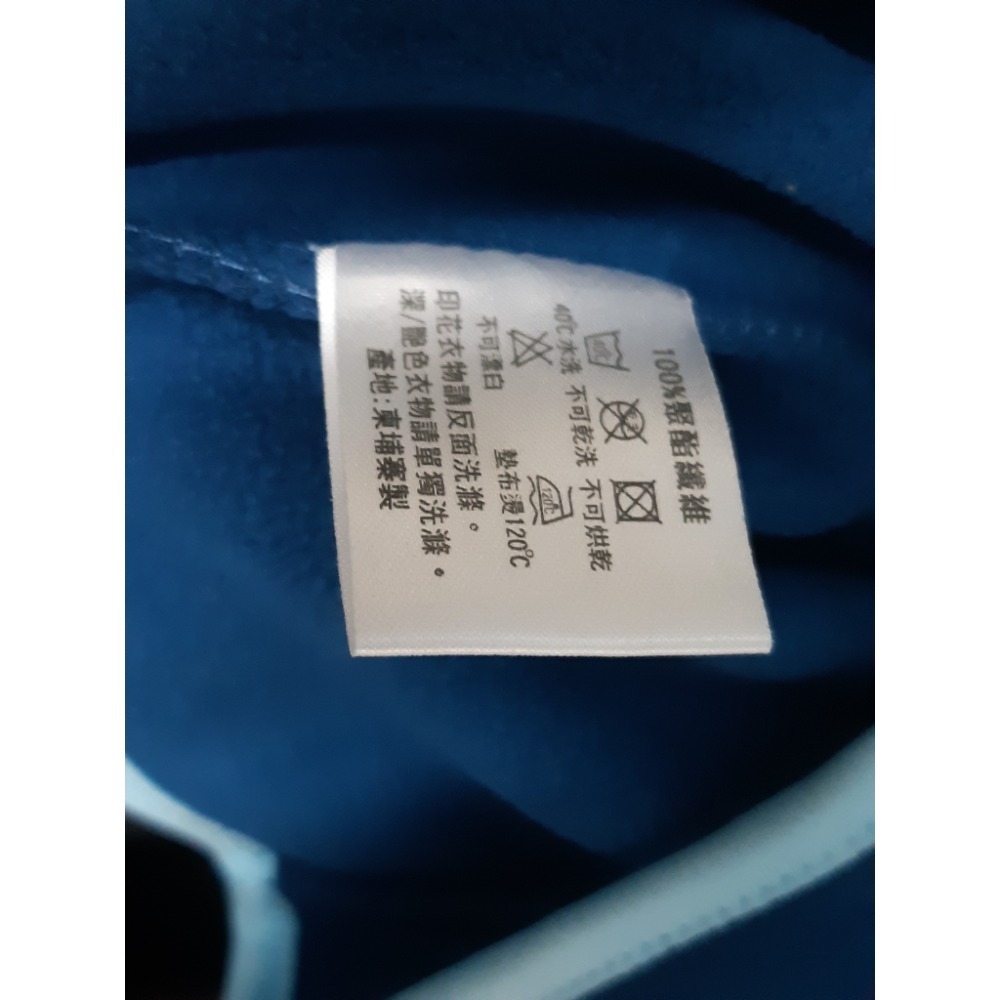 100%聚酯纖維
40℃水洗 不可乾洗 不可烘乾
120℃
不可漂白 墊布燙120℃
印花衣物請反面洗滌。
深/艷色衣物請單獨洗滌。
產地:柬埔寨製